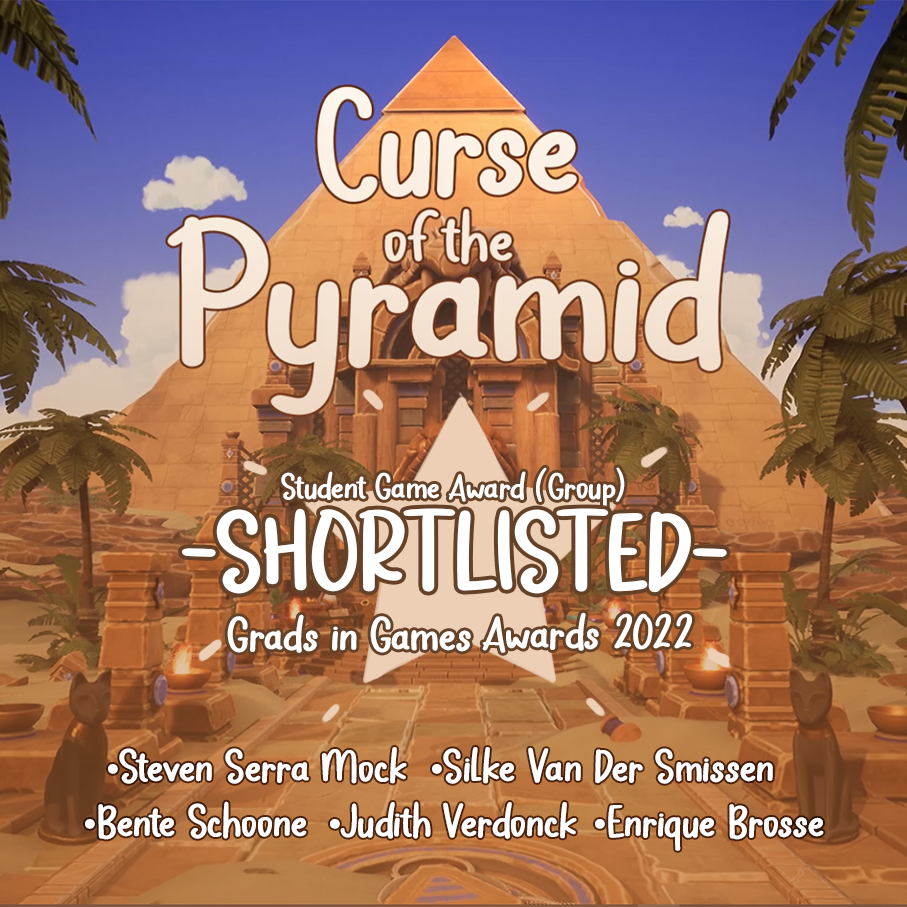 Curse
of the
Pyramid
Student Game Award (Group)
-SHORTLISTED-
Grads in Games Awards 2022
•Steven Serra Mock •Silke Van Der Smissen
•Bente Schoone •Judith Verdonck •Enrique Brosse